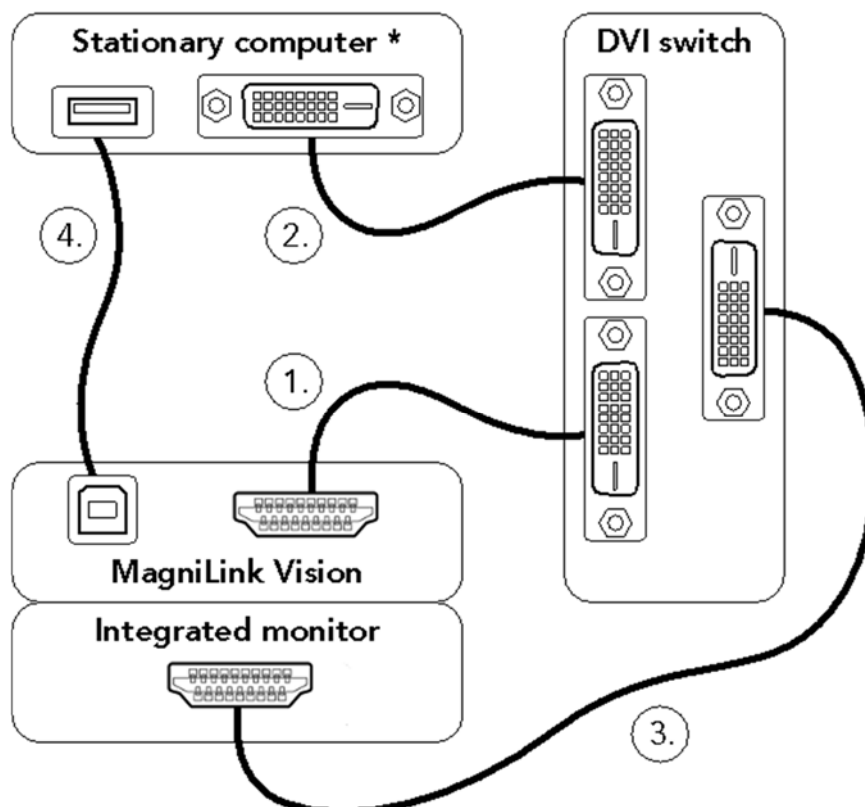 Stationary computer *
DVI switch
4.
2.
1.
MagniLink Vision
Integrated monitor
3.